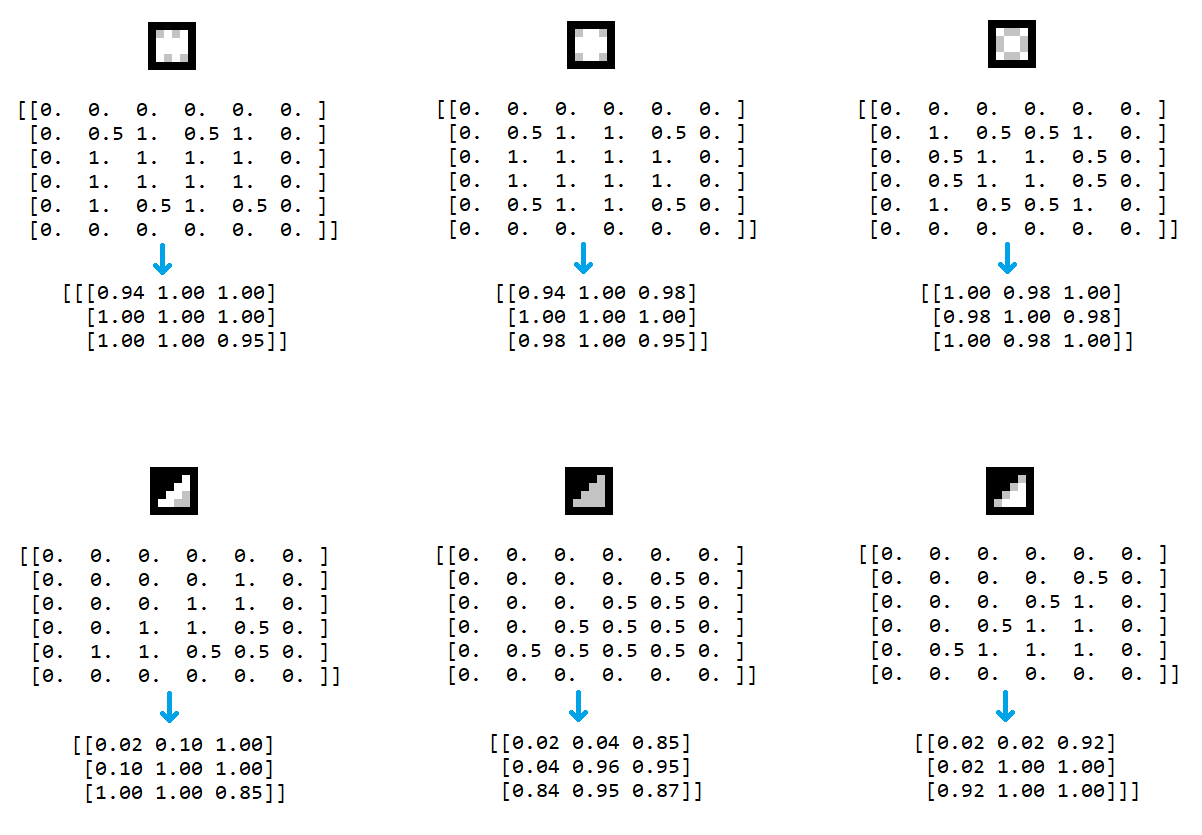 [[0. 0. 0. 0. 0. 0. ]
[0. 0.5 1. 0.5 1. 0. ]
[0. 1. 1. 1. 1. 0. ]
[0. 1. 1. 1. 1. 0. ]
[0. 1. 0.5 1. 0.5 0. ]
[0. 0. 0. 0. 0. 0. ]]
[[[0.94 1.00 1.00]
[1.00 1.00 1.00]
[1.00 1.00 0.95]]
[[0. 0. 0. 0. 0. 0. ]
[0. 0.5 1. 1. 0.5 0. ]
[0. 1. 1. 1. 1. 0. ]
[0. 1. 1. 1. 1. 0. ]
[0. 0.5 1. 1. 0.5 0. ]
[0. 0. 0. 0. 0. 0. ]]
[[0.94 1.00 0.98]
[1.00 1.00 1.00]
[0.98 1.00 0.95]]
[[0. 0. 0. 0. 0. 0. ]
[0. 1. 0.5 0.5 1. 0. ]
[0. 0.5 1. 1. 0.5 0. ]
[0. 0.5 1. 1. 0.5 0. ]
[0. 1. 0.5 0.5 1. 0. ]
[0. 0. 0. 0. 0. 0. ]]
[[1.00 0.98 1.00]
[0.98 1.00 0.98]
[1.00 0.98 1.00]]
[[0. 0. 0. 0. 0. 0. ]
[0. 0. 0. 0. 1. 0. ]
[0. 0. 0. 1. 1. 0. ]
[0. 0. 1. 1. 0.5 0. ]
[0. 1. 1. 0.5 0.5 0. ]
[0. 0. 0. 0. 0. 0. ]]
[[0.02 0.10 1.00]
[0.10 1.00 1.00]
[1.00 1.00 0.85]]
[[0. 0. 0. 0. 0. 0. ]
[0. 0. 0. 0. 0.5 0. ]
[0. 0. 0. 0.5 0.5 0. ]
[0. 0. 0.5 0.5 0.5 0. ]
[0. 0.5 0.5 0.5 0.5 0. ]
[0. 0. 0. 0. 0. 0. ]]
[[0.02 0.04 0.85]
[0.04 0.96 0.95]
[0.84 0.95 0.87]]
[[0. 0. 0. 0. 0. 0. ]
[0. 0. 0. 0. 0.5 0. ]
[0. 0. 0. 0.5 1. 0. ]
[0. 0. 0.5 1. 1. 0. ]
[0. 0.5 1. 1. 1. 0. ]
[0. 0. 0. 0. 0. 0. ]]
[[0.02 0.02 0.92]
[0.02 1.00 1.00]
[0.92 1.00 1.00]]]